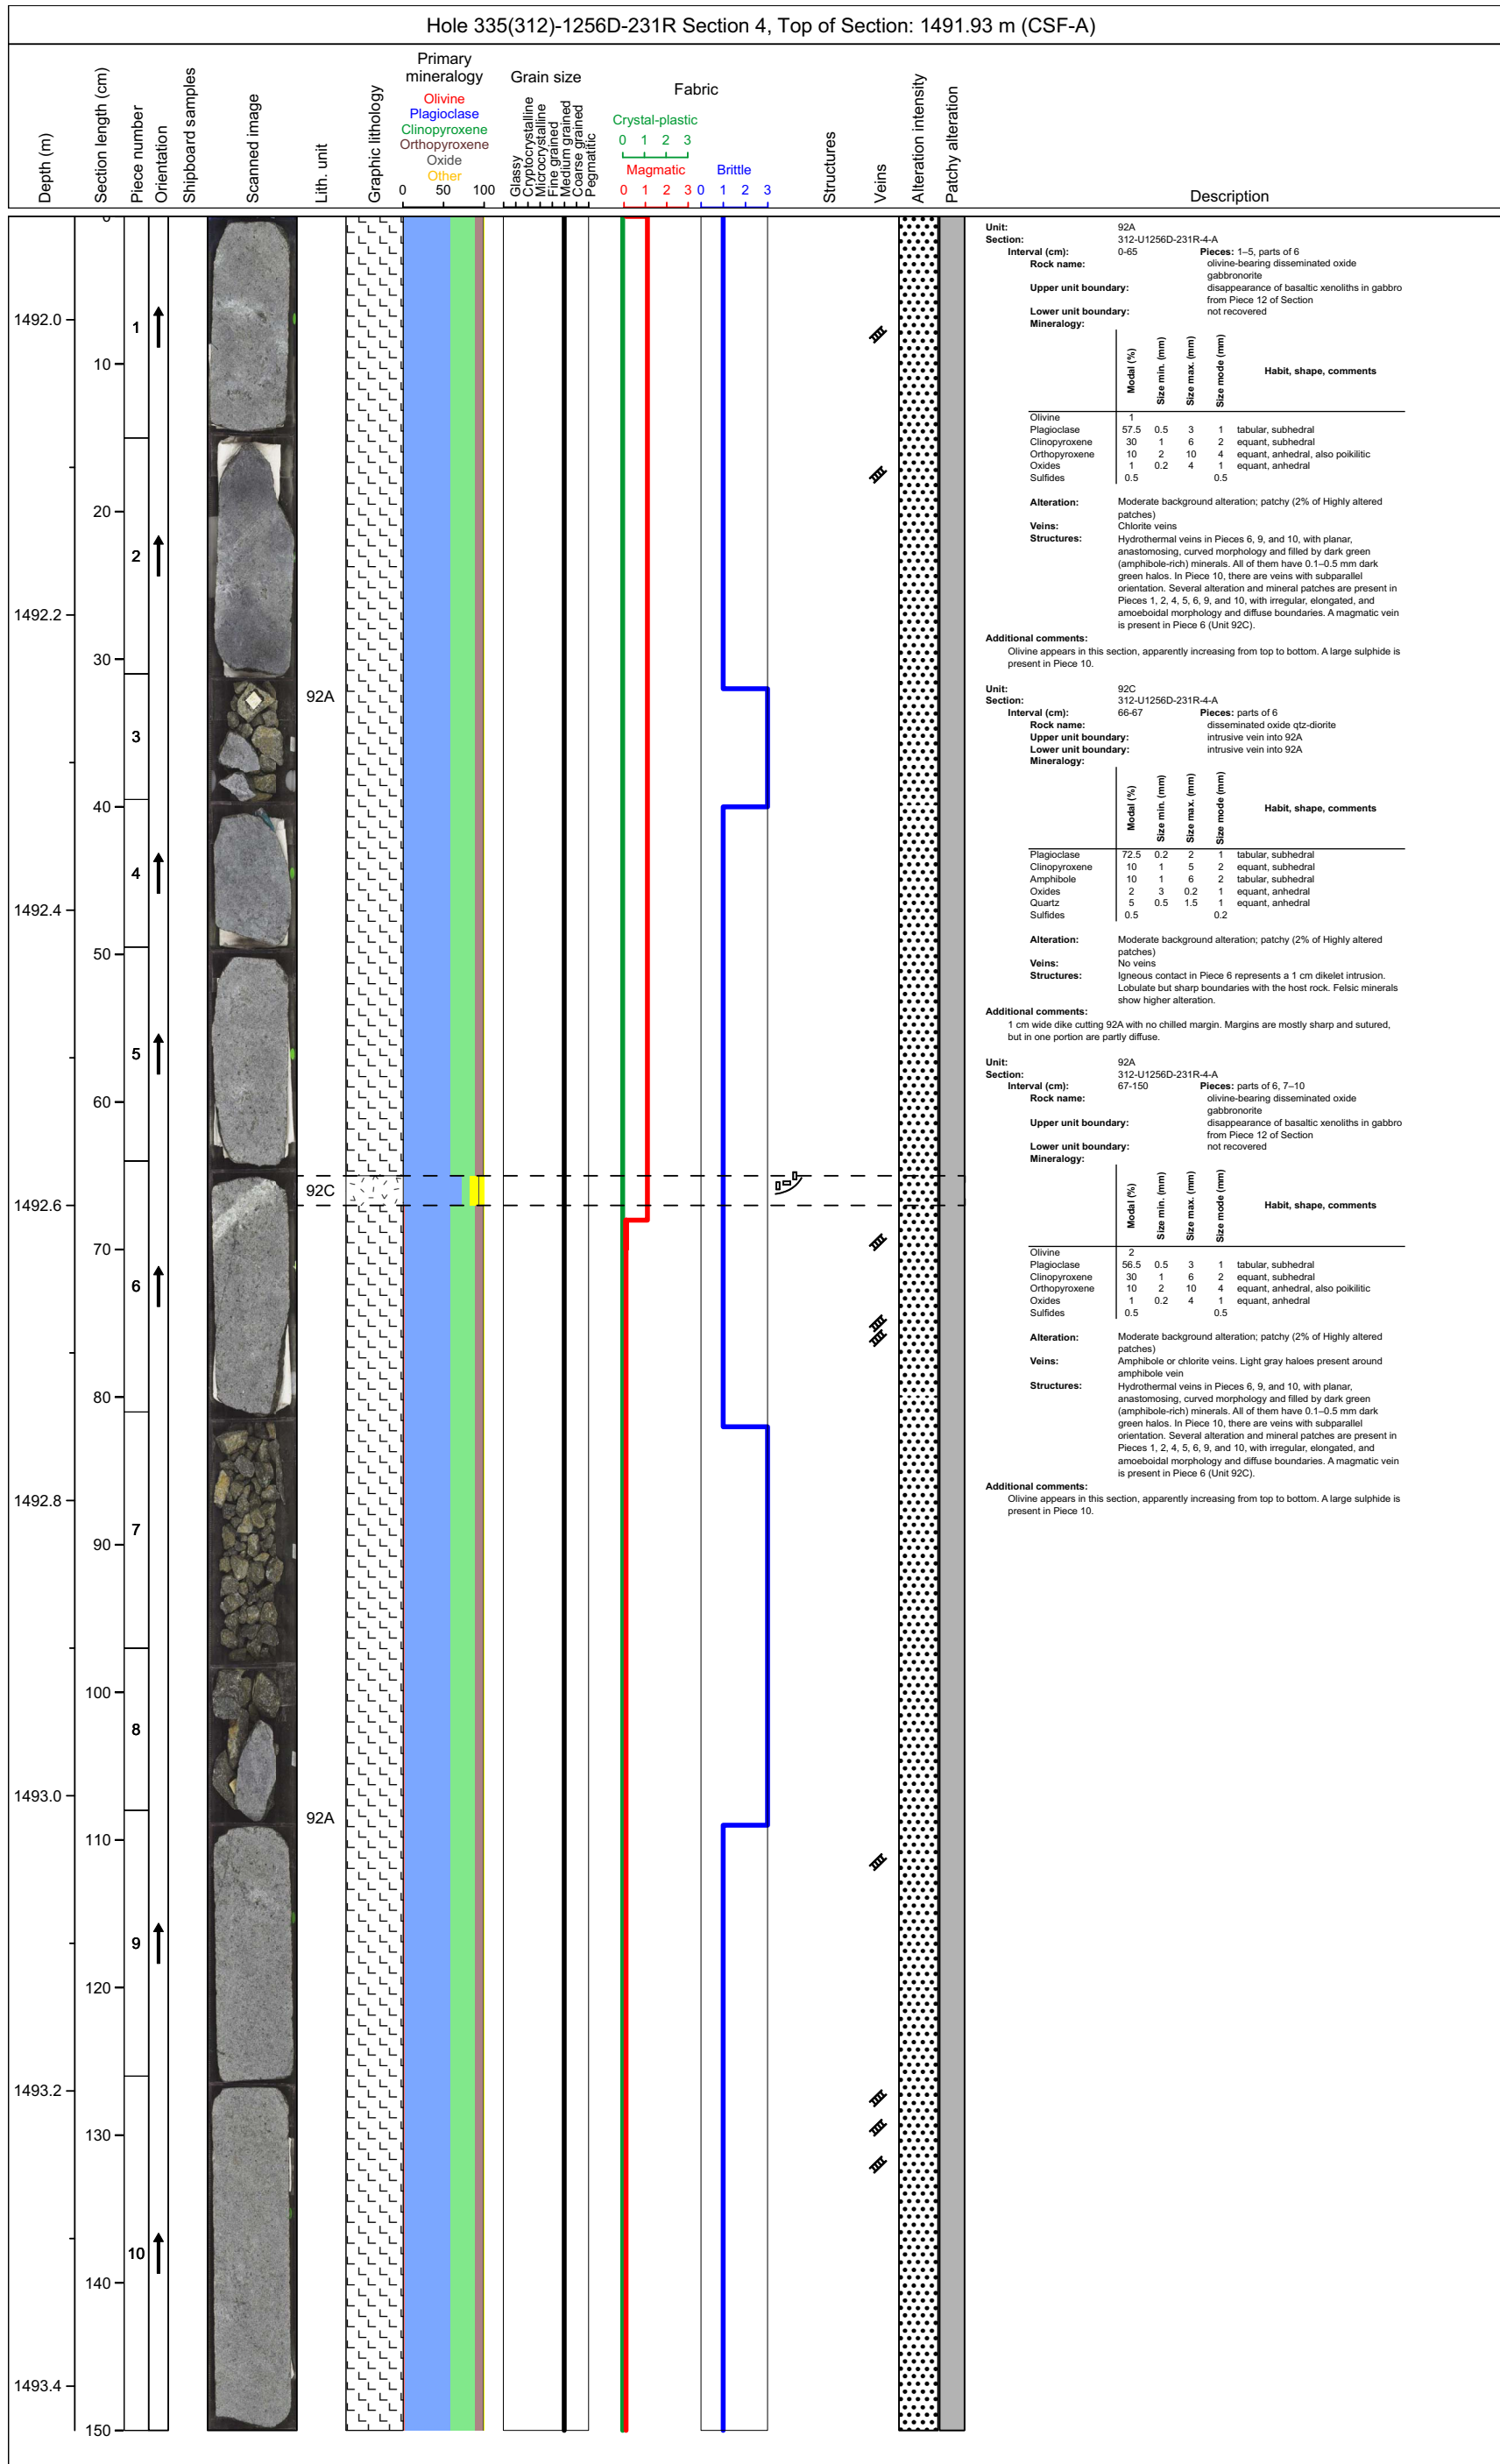 Hole 335(312)-1256D-231R Section 4, Top of Section: 1491.93 m (CSF-A)
Depth (m)
Section length (cm)
Piece number
Orientation
Shipboard samples
Scanned image
Lith. unit
Graphic lithology
Primary
mineralogy
Olivine
Plagioclase
Clinopyroxene
Orthopyroxene
Oxide
Other
0 50 100
Grain size
Glassy
Cryptocrystalline
Microcrystalline
Fine grained
Medium grained
Coarse grained
Pegmatitic
Fabric
Crystal-plastic
0 1 2 3
Magmatic
0 1 2 3
Brittle
0 1 2 3
Structures
Veins
Alteration intensity
Patchy alteration
Description
1492.0
1492.2
1492.4
1492.6
1492.8
1493.0
1493.2
1493.4
0
10
20
30
40
50
60
70
80
90
100
110
120
130
140
150
1
2
3
4
5
6
7
8
9
10
92A
92C
92A
Unit: 92A
Section: 312-U1256D-231R-4-A
Interval (cm): 0-65 Pieces: 1–5, parts of 6
Rock name: olivine-bearing disseminated oxide
gabbronorite
Upper unit boundary: disappearance of basaltic xenoliths in gabbro
from Piece 12 of Section
Lower unit boundary: not recovered
Mineralogy:
Modal (%) Size min. (mm) Size max. (mm) Size mode (mm) Habit, shape, comments
Olivine 1
Plagioclase 57.5 0.5 3 1 tabular, subhedral
Clinopyroxene 30 1 6 2 equant, subhedral
Orthopyroxene 10 2 10 4 equant, anhedral, also poikilitic
Oxides 1 0.2 4 1 equant, anhedral
Sulfides 0.5 0.5
Alteration: Moderate background alteration; patchy (2% of Highly altered
patches)
Veins: Chlorite veins
Structures: Hydrothermal veins in Pieces 6, 9, and 10, with planar,
anastomosing, curved morphology and filled by dark green
(amphibole-rich) minerals. All of them have 0.1–0.5 mm dark
green halos. In Piece 10, there are veins with subparallel
orientation. Several alteration and mineral patches are present in
Pieces 1, 2, 4, 5, 6, 9, and 10, with irregular, elongated, and
amoeboidal morphology and diffuse boundaries. A magmatic vein
is present in Piece 6 (Unit 92C).
Additional comments:
Olivine appears in this section, apparently increasing from top to bottom. A large sulphide is
present in Piece 10.
Unit: 92C
Section: 312-U1256D-231R-4-A
Interval (cm): 66-67 Pieces: parts of 6
Rock name: disseminated oxide qtz-diorite
Upper unit boundary: intrusive vein into 92A
Lower unit boundary: intrusive vein into 92A
Mineralogy:
Modal (%) Size min. (mm) Size max. (mm) Size mode (mm) Habit, shape, comments
Plagioclase 72.5 0.2 2 1 tabular, subhedral
Clinopyroxene 10 1 5 2 equant, subhedral
Amphibole 10 1 6 2 tabular, subhedral
Oxides 2 3 0.2 1 equant, anhedral
Quartz 5 0.5 1.5 1 equant, anhedral
Sulfides 0.5 0.2
Alteration: Moderate background alteration; patchy (2% of Highly altered
patches)
Veins: No veins
Structures: Igneous contact in Piece 6 represents a 1 cm dikelet intrusion.
Lobulate but sharp boundaries with the host rock. Felsic minerals
show higher alteration.
Additional comments:
1 cm wide dike cutting 92A with no chilled margin. Margins are mostly sharp and sutured,
but in one portion are partly diffuse.
Unit: 92A
Section: 312-U1256D-231R-4-A
Interval (cm): 67-150 Pieces: parts of 6, 7–10
Rock name: olivine-bearing disseminated oxide
gabbronorite
Upper unit boundary: disappearance of basaltic xenoliths in gabbro
from Piece 12 of Section
Lower unit boundary: not recovered
Mineralogy:
Modal (%) Size min. (mm) Size max. (mm) Size mode (mm) Habit, shape, comments
Olivine 2
Plagioclase 56.5 0.5 3 1 tabular, subhedral
Clinopyroxene 30 1 6 2 equant, subhedral
Orthopyroxene 10 2 10 4 equant, anhedral, also poikilitic
Oxides 1 0.2 4 1 equant, anhedral
Sulfides 0.5 0.5
Alteration: Moderate background alteration; patchy (2% of Highly altered
patches)
Veins: Amphibole or chlorite veins. Light gray haloes present around
amphibole vein
Structures: Hydrothermal veins in Pieces 6, 9, and 10, with planar,
anastomosing, curved morphology and filled by dark green
(amphibole-rich) minerals. All of them have 0.1–0.5 mm dark
green halos. In Piece 10, there are veins with subparallel
orientation. Several alteration and mineral patches are present in
Pieces 1, 2, 4, 5, 6, 9, and 10, with irregular, elongated, and
amoeboidal morphology and diffuse boundaries. A magmatic vein
is present in Piece 6 (Unit 92C).
Additional comments:
Olivine appears in this section, apparently increasing from top to bottom. A large sulphide is
present in Piece 10.